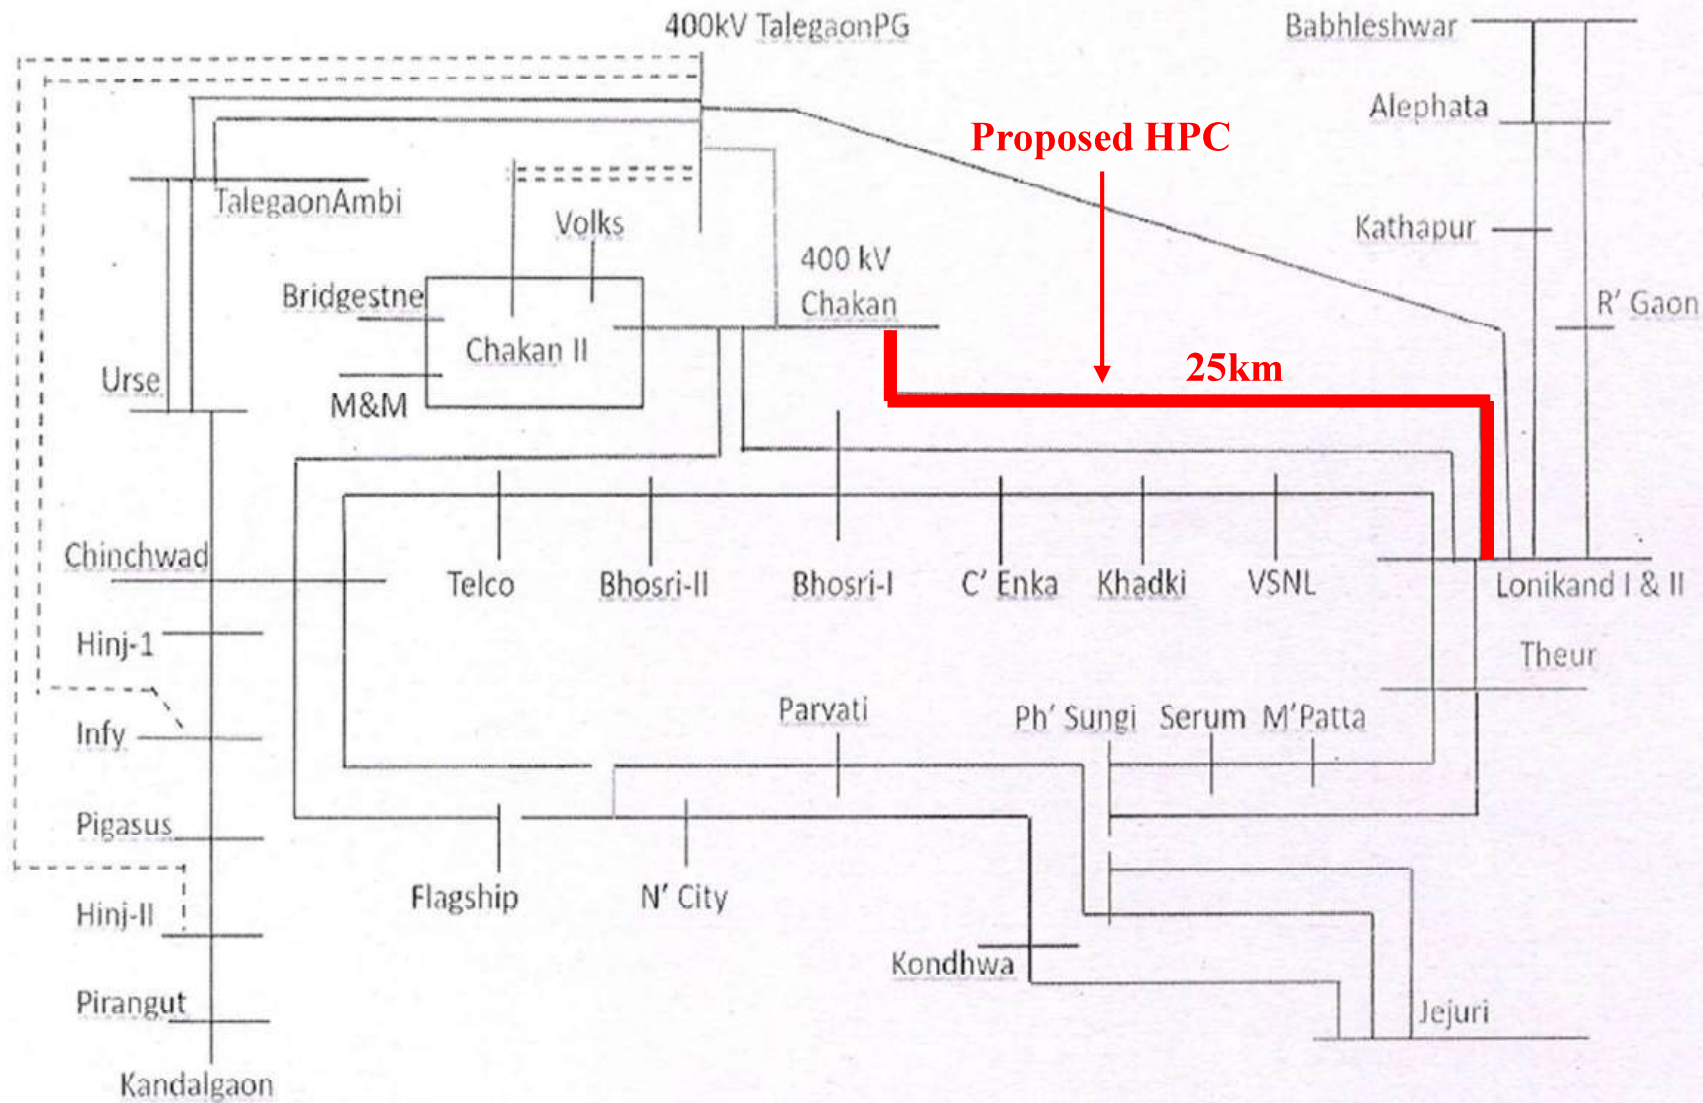 400kV TalegaonPG
Babhleshwar
Alephata
Proposed HPC
TalegaonAmbi
Volks
Kathapur
400 kV
Chakan
Bridgestne
R' Gaon
Chakan II
25km
Urse
M&M
Chinchwad
Telco
Bhosri-II
Bhosri-I
C' Enka
Khadki
VSNL
Lonikand I & II
Hinj-1
Theur
Parvati
Ph' Sungi
Serum
M'Patta
Infy
Pigasus
Flagship
N' City
Hinj-II
Kondhwa
Pirangut
Jejuri
Kandalgaon